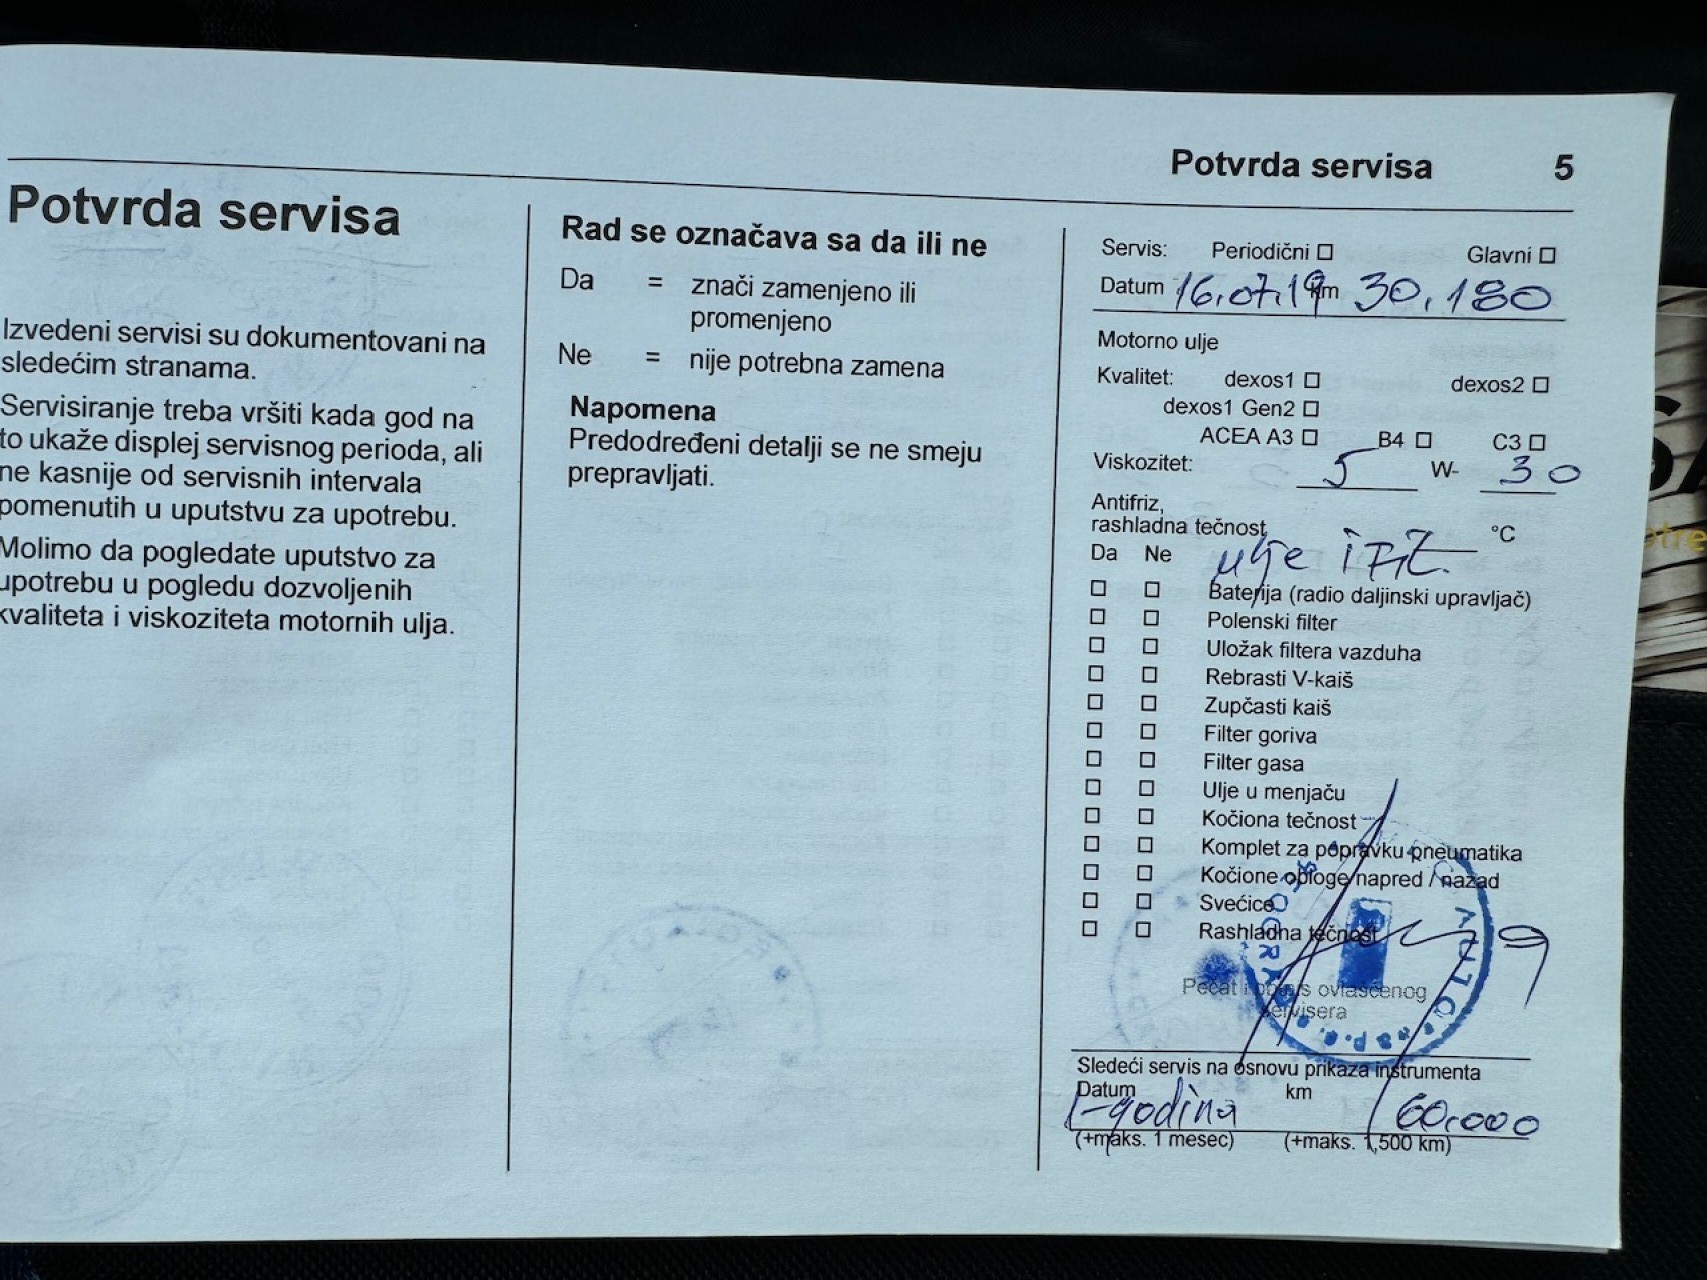 Potvrda servisa 5
Potvrda servisa
Izvedeni servisi su dokumentovani na
sledećim stranama.
Servisiranje treba vršiti kada god na
to ukaže displej servisnog perioda, ali
ne kasnije od servisnih intervala
pomenutih u uputstvu za upotrebu.
Molimo da pogledate uputstvo za
upotrebu u pogledu dozvoljenih
kvaliteta i viskoziteta motornih ulja.
Rad se označava sa da ili ne
Da = znači zamenjeno ili
promenjeno
Ne = nije potrebna zamena
Napomena
Predodređeni detalji se ne smeju
prepravljati.
Servis: Periodični □ Glavni □
Datum 16.07.19 km 30.180
Motorno ulje
Kvalitet: dexos1 □ dexos2 □
dexos1 Gen2 □
ACEA A3 □ B4 □ C3 □
Viskozitet: 5 W- 30
Antifriz,
rashladna tečnost °C
Da Ne ulje i
□ □ Baterija (radio daljinski upravljač)
□ □ Polenski filter
□ □ Uložak filtera vazduha
□ □ Rebrasti V-kaiš
□ □ Zupčasti kaiš
□ □ Filter goriva
□ □ Filter gasa
□ □ Ulje u menjaču
□ □ Kočiona tečnost
□ □ Komplet za popravku pneumatika
□ □ Kočione obloge napred / nazad
□ □ Svećice
□ □ Rashladna tečnost
Pečat i potpis ovlašćenog
servisera
AUTO
Sledeći servis na osnovu prikaza instrumenta
Datum km
1-godina 60.000
(+maks. 1 mesec) (+maks. 1,500 km)